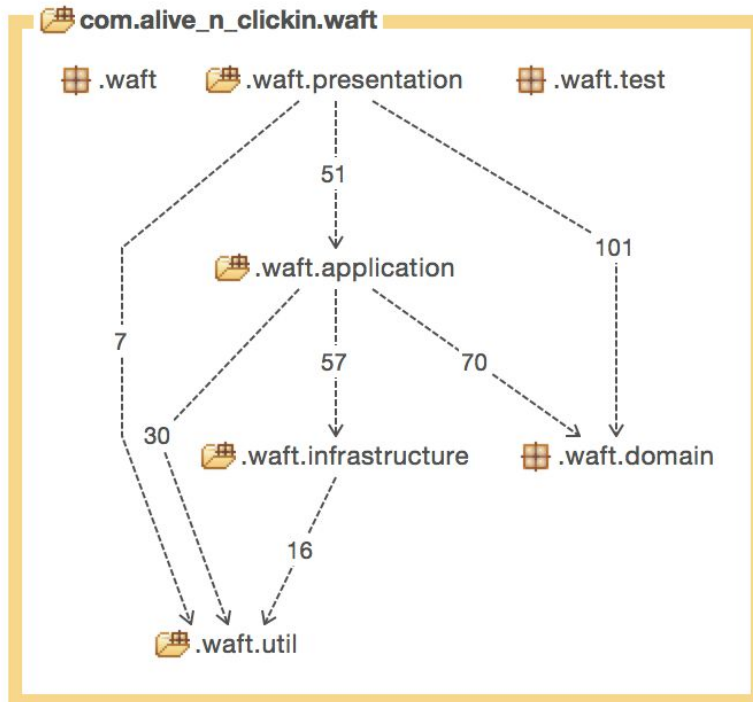 com.alive_n_clickin.waft
.waft .waft.presentation .waft.test
51
101
.waft.application
7
57 70
30
.waft.infrastructure .waft.domain
16
.waft.util